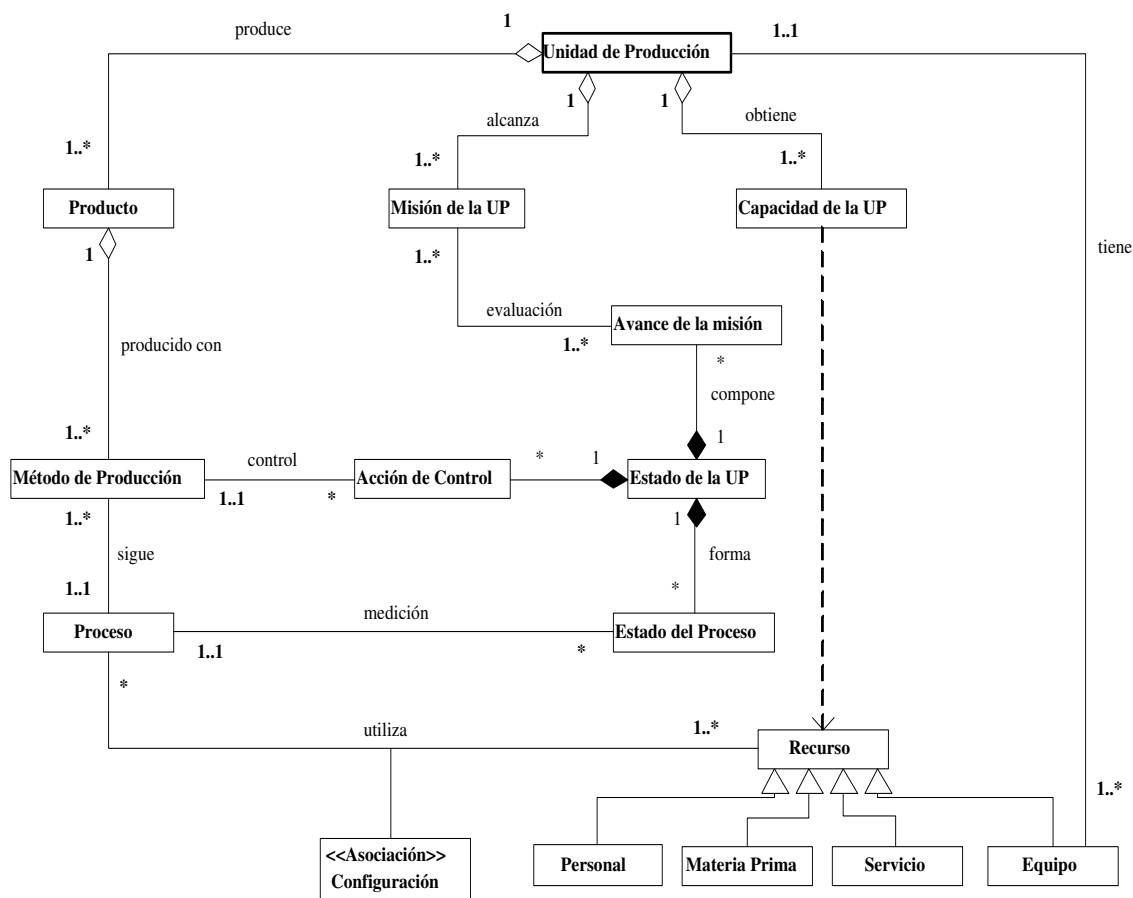 produce
1
Unidad de Producción
1..1
1
1
alcanza
obtiene
1..*
1..*
1..*
Producto
Misión de la UP
Capacidad de la UP
1
1..*
tiene
evaluación
Avance de la misión
1..*
producido con
*
compone
1..*
1
Método de Producción
control
Acción de Control
*
1
Estado de la UP
1..1
*
1..*
1
sigue
forma
1..1
*
medición
Proceso
Estado del Proceso
1..1
*
*
utiliza
1..*
Recurso
1..*
<<Asociación>>
Configuración
Personal
Materia Prima
Servicio
Equipo